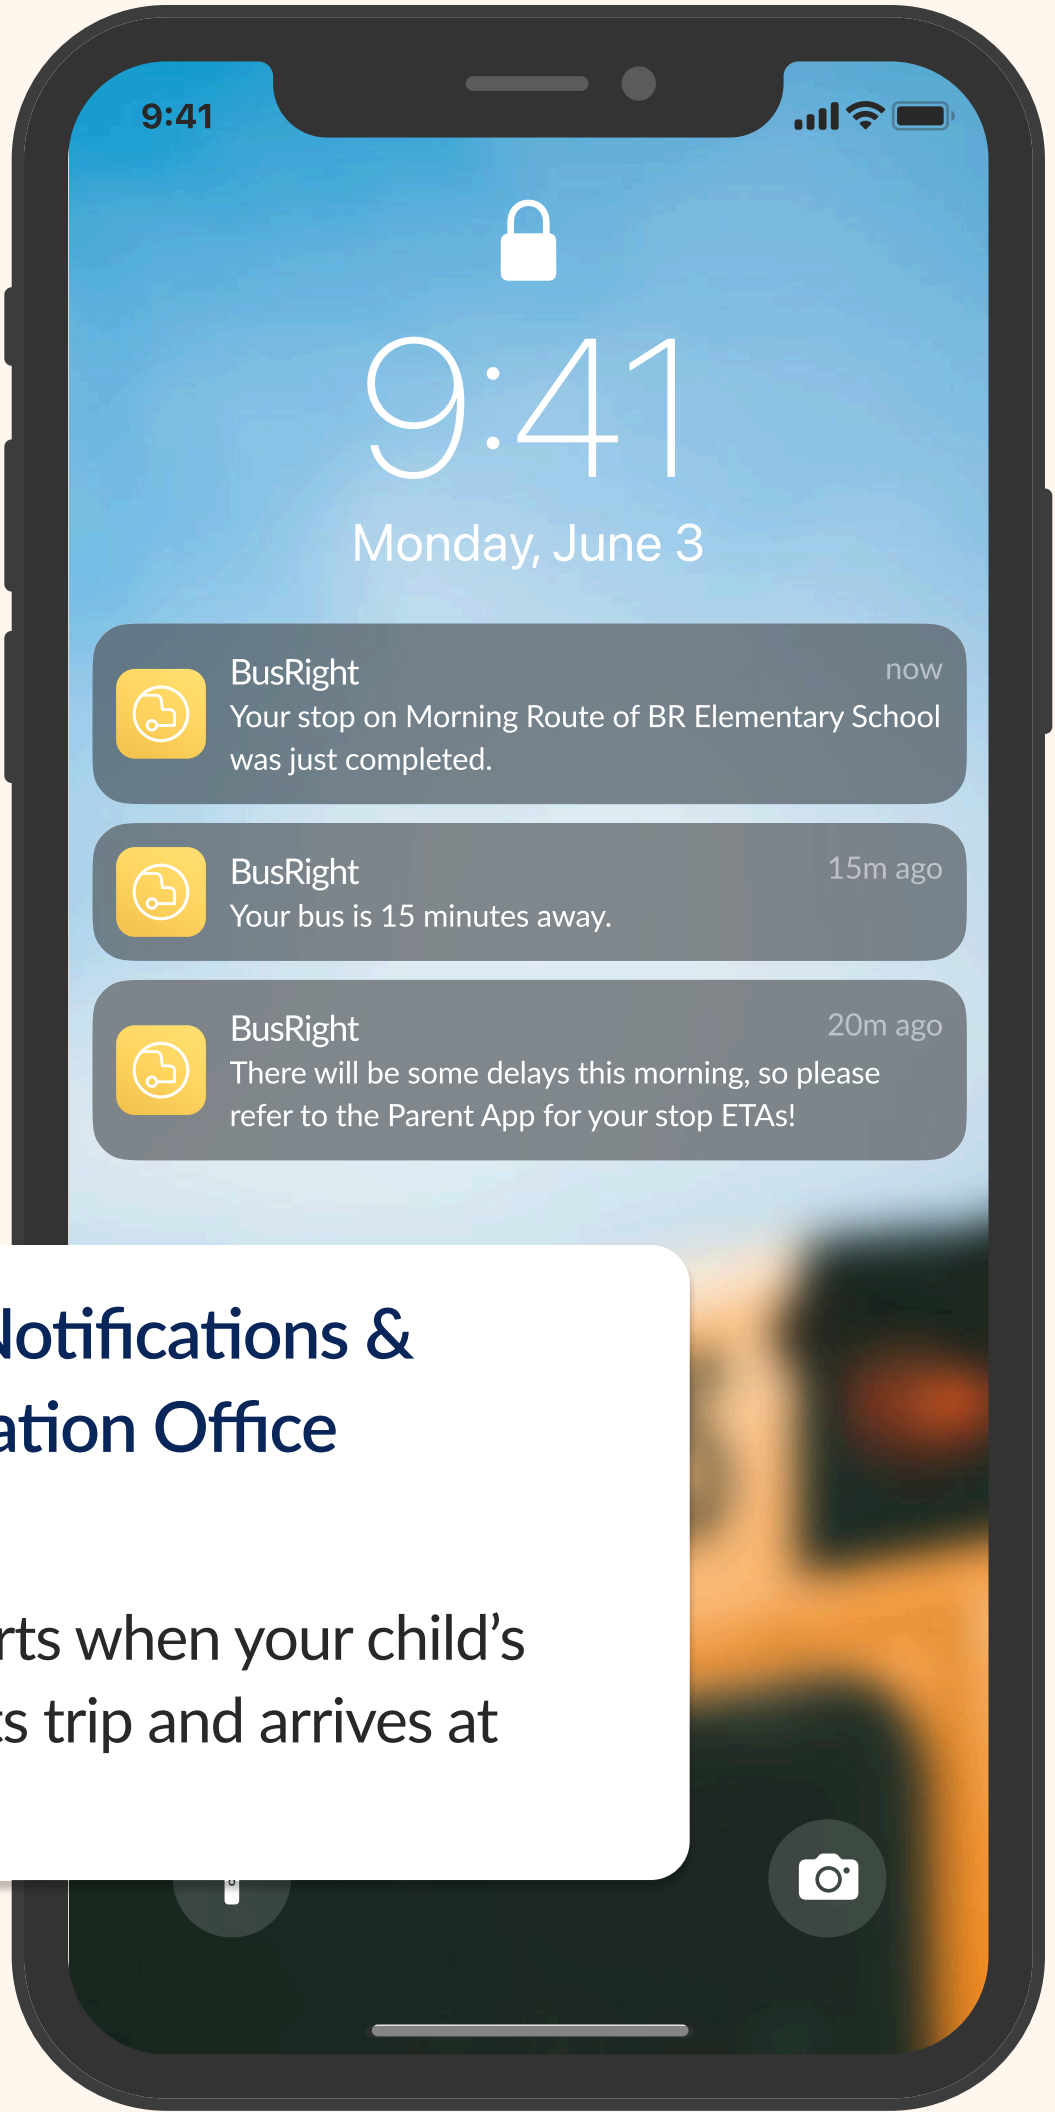 9:41
9:41
Monday, June 3
BusRight
now
Your stop on Morning Route of BR Elementary School
was just completed.
BusRight
15m ago
Your bus is 15 minutes away.
BusRight
20m ago
There will be some delays this morning, so please
refer to the Parent App for your stop ETAs!
Notifications &
Office
when your child’s
trip and arrives at